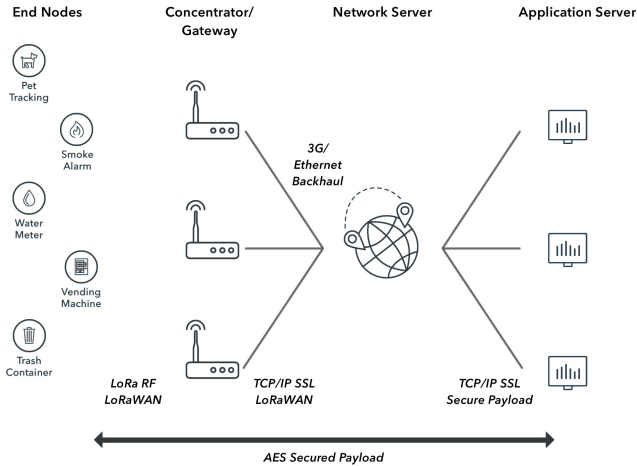 End Nodes
Concentrator/
Gateway
Network Server
Application Server
Pet
Tracking
Smoke
Alarm
Water
Meter
Vending
Machine
Trash
Container
3G/
Ethernet
Backhaul
LoRa RF
LoRaWAN
TCP/IP SSL
LoRaWAN
TCP/IP SSL
Secure Payload
AES Secured Payload